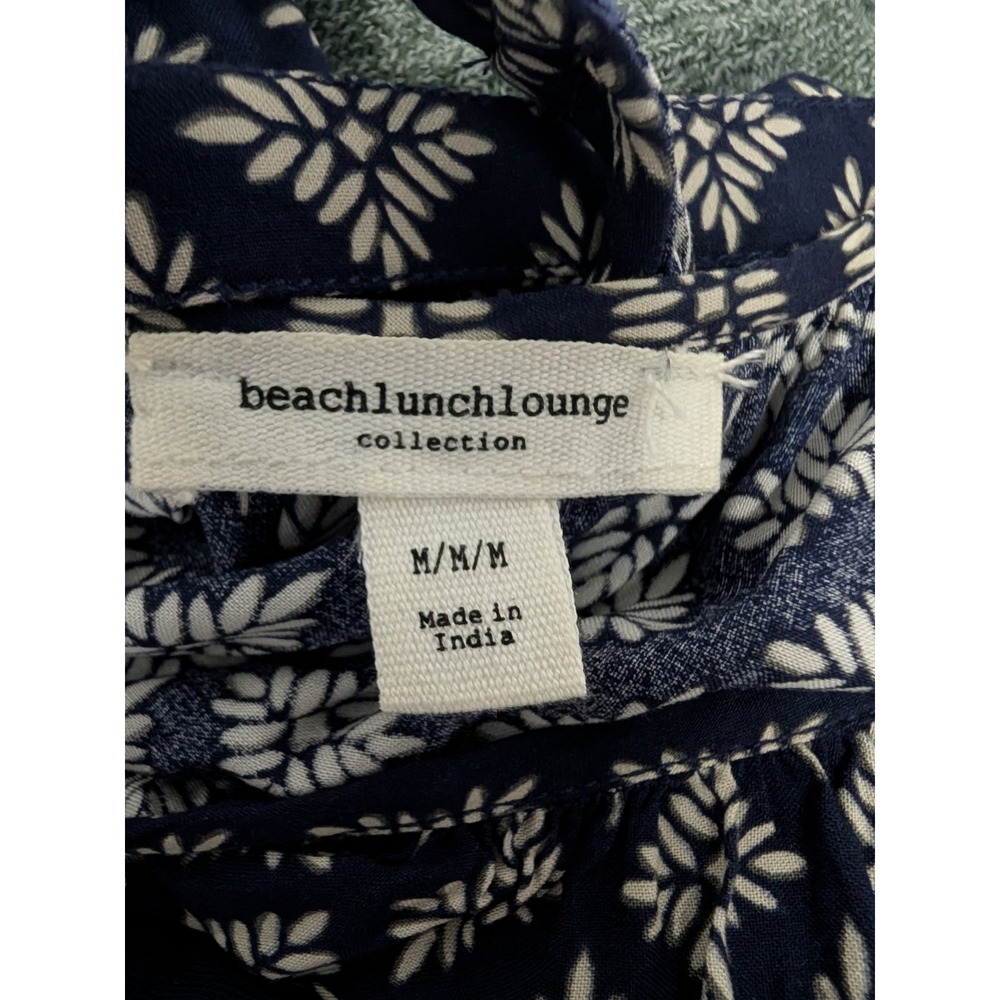 beachlunchlounge
collection
M/M/M
Made in
India